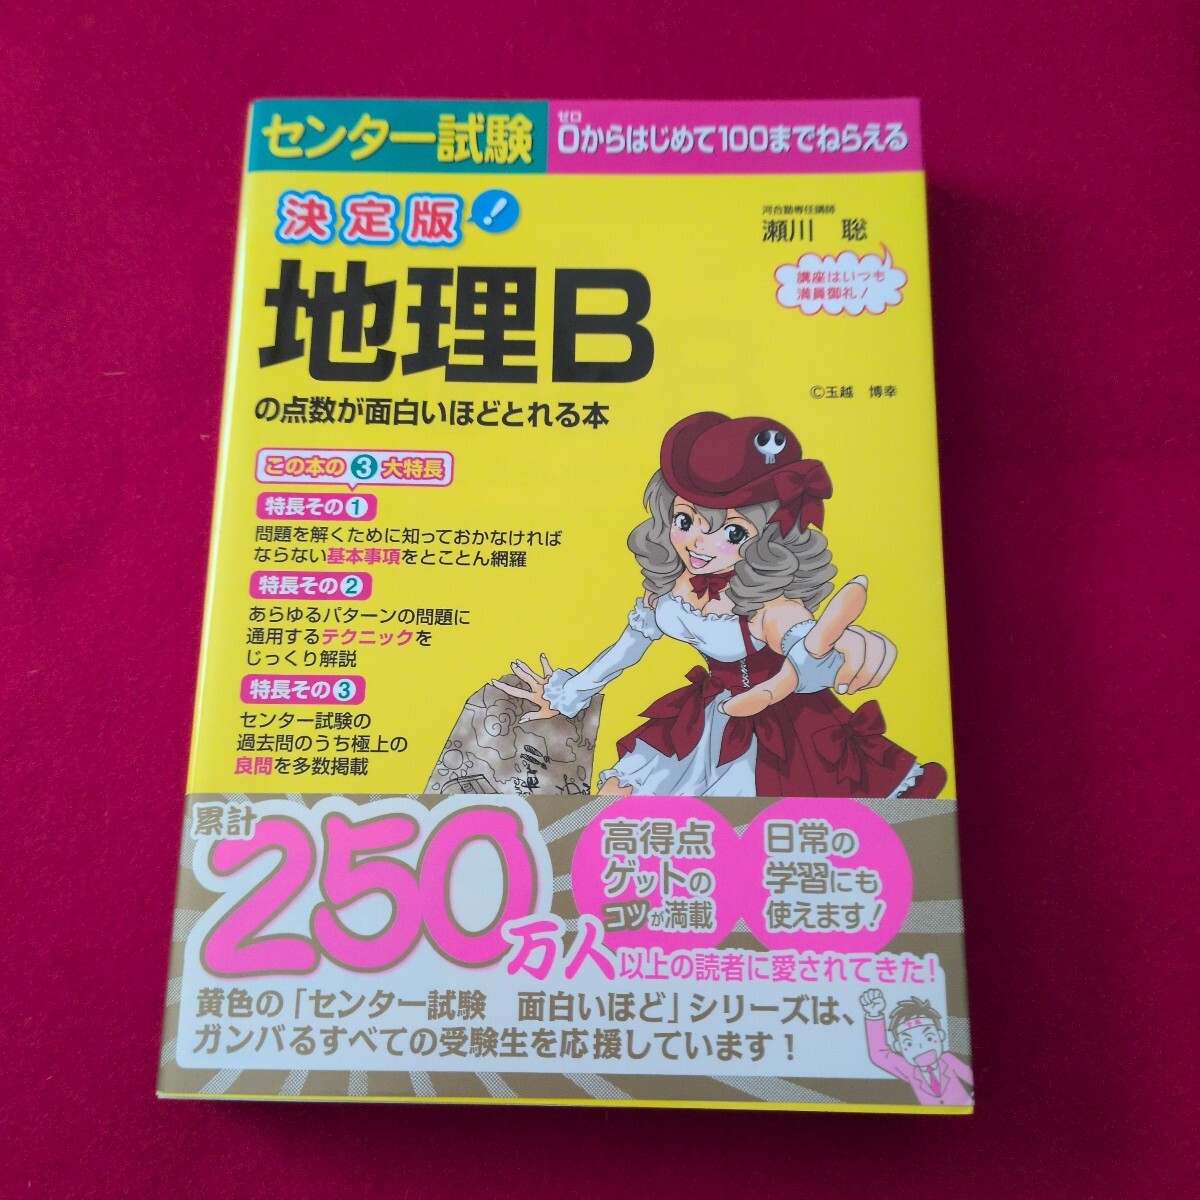 センター試験
ゼロ
0からはじめて100までねらえる
決定版!
河合塾専任講師
瀬川 聡
講座はいつも
満員御礼!
地理B
の点数が面白いほどとれる本
©玉越 博幸
この本の3大特長
特長その1
問題を解くために知っておかなければ
ならない基本事項をとことん網羅
特長その2
あらゆるパターンの問題に
通用するテクニックを
じっくり解説
特長その3
センター試験の
過去問のうち極上の
良問を多数掲載
累計
250万人以上の読者に愛されてきた!
高得点
ゲットの
コツが満載
日常の
学習にも
使えます!
黄色の「センター試験 面白いほど」シリーズは、
ガンバるすべての受験生を応援しています!